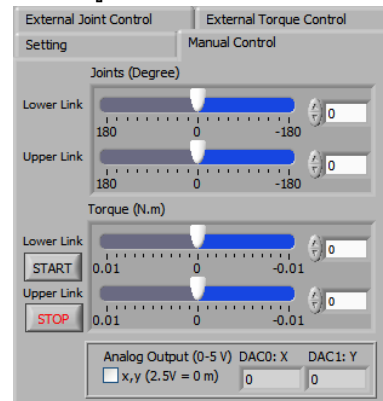 External Joint Control External Torque Control
Setting Manual Control
Joints (Degree)
Lower Link 0
180 0 -180
Upper Link 0
180 0 -180
Torque (N.m)
Lower Link 0
START 0.01 0 -0.01
Upper Link 0
STOP 0.01 0 -0.01
Analog Output (0-5 V) DAC0: X DAC1: Y
x,y (2.5V = 0 m) 0 0